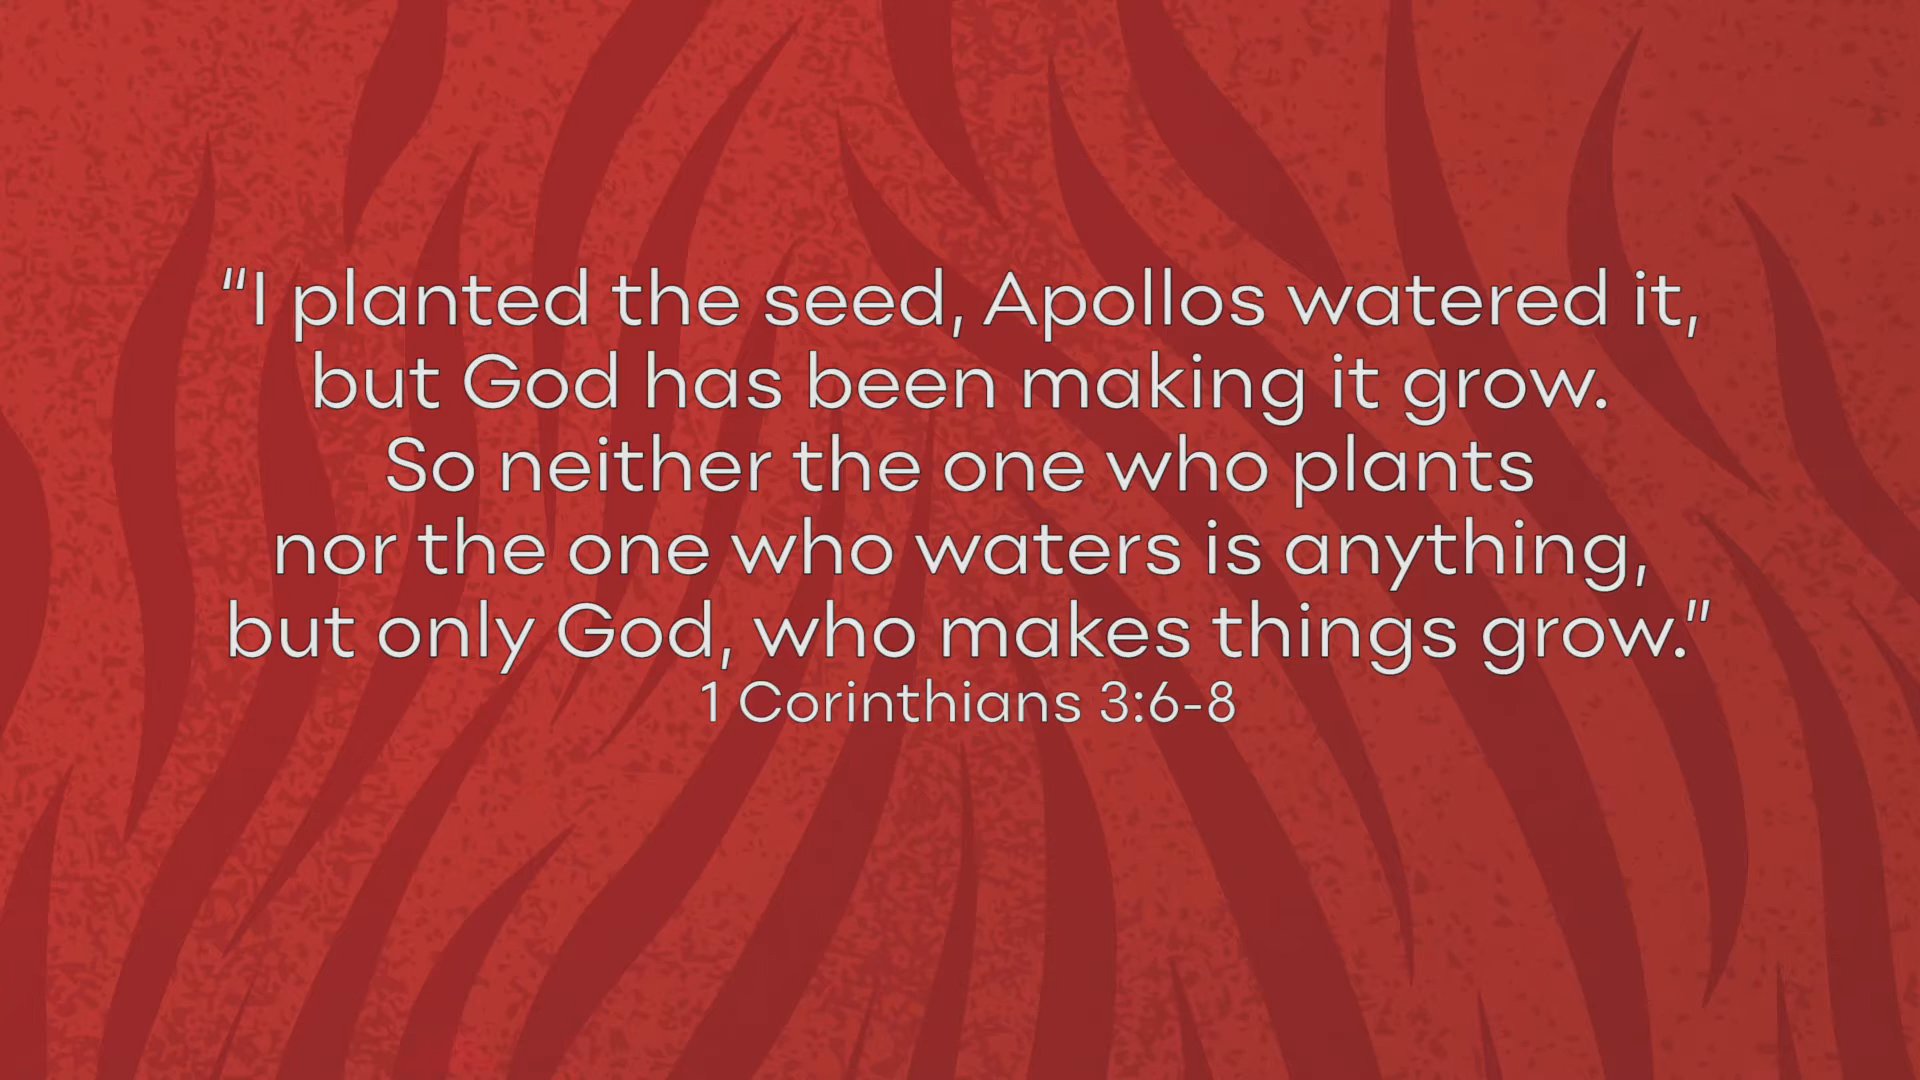 “I planted the seed, Apollos watered it,
but God has been making it grow.
So neither the one who plants
nor the one who waters is anything,
but only God, who makes things grow.”
1 Corinthians 3:6-8